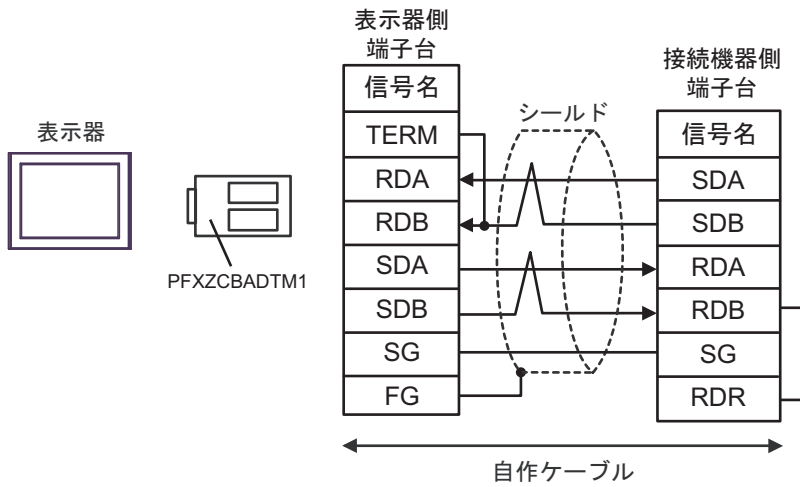 表示器
PFXZCBADTM1
表示器側
端子台
信号名
TERM
RDA
RDB
SDA
SDB
SG
FG
シールド
接続機器側
端子台
信号名
SDA
SDB
RDA
RDB
SG
RDR
自作ケーブル